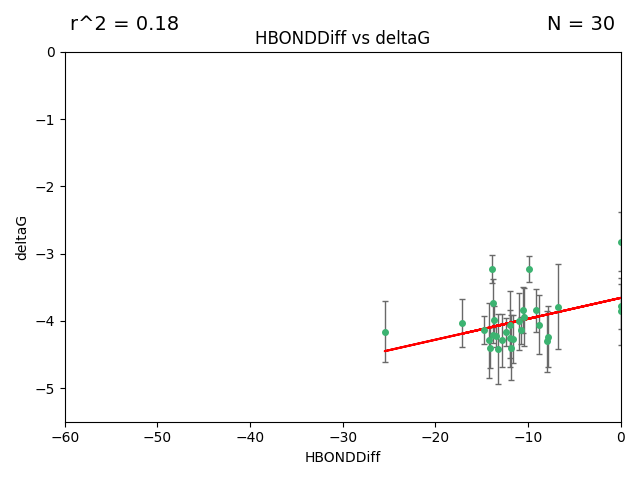 r^2 = 0.18
N = 30
HBONDDiff vs deltaG
0
−1
−2
−3
−4
−5
deltaG
−60 −50 −40 −30 −20 −10 0
HBONDDiff